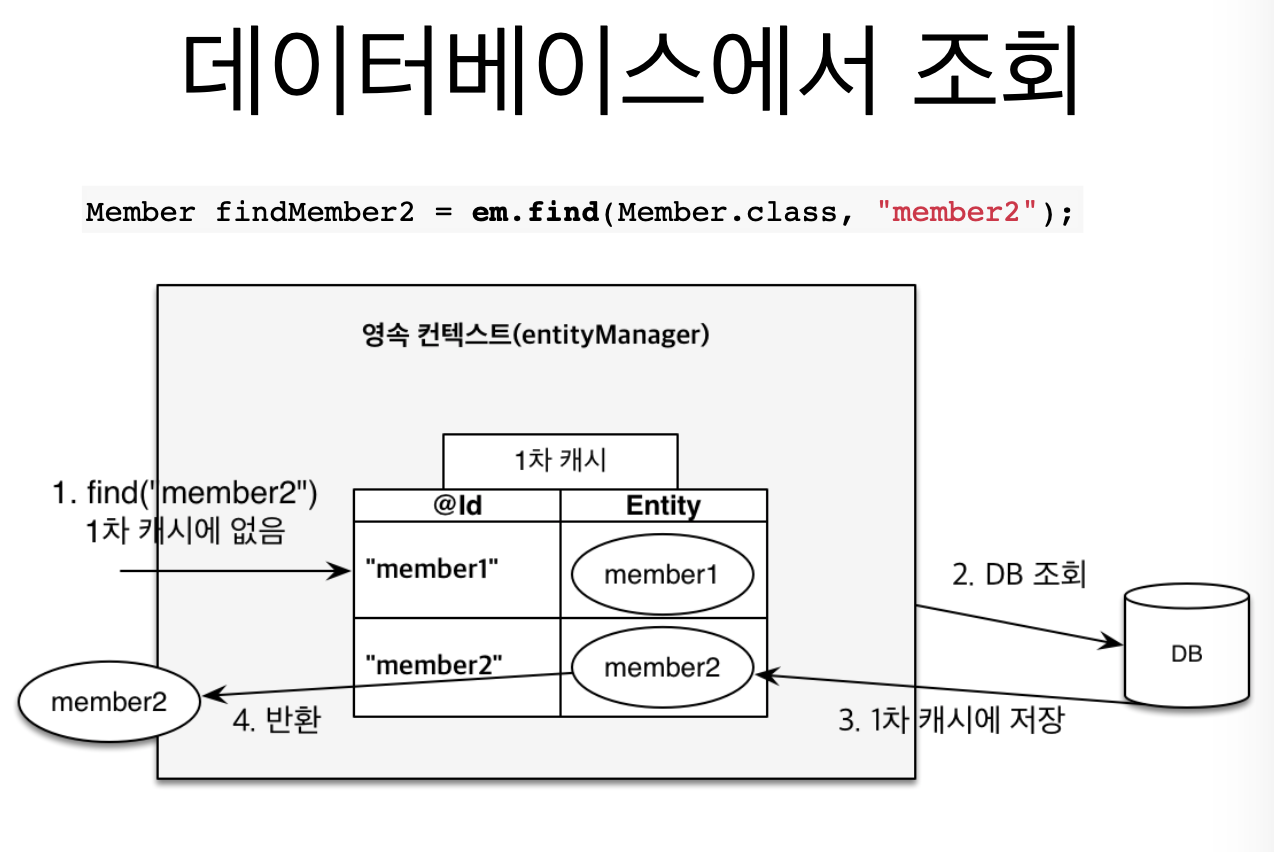 데이터베이스에서 조회
Member findMember2 = em.find(Member.class, "member2");
영속 컨텍스트(entityManager)
1차 캐시
1. find("member2")
1차 캐시에 없음
@Id
Entity
"member1"
member1
2. DB 조회
DB
"member2"
member2
member2
4. 반환
3. 1차 캐시에 저장